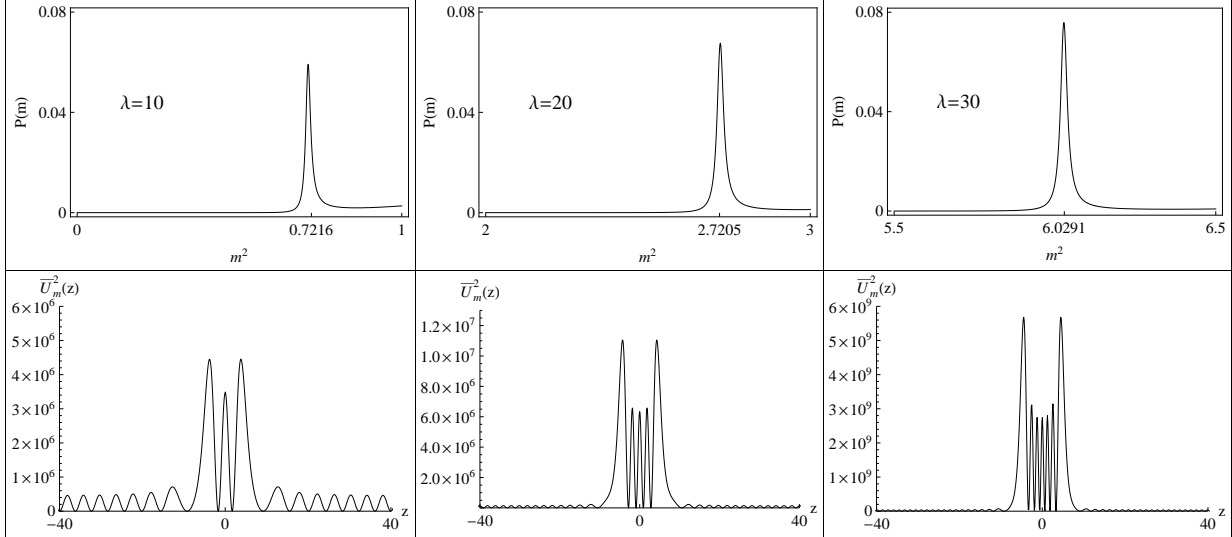 0.08
0.04
0
P(m)
λ=10
0 0.7216 1
m²
0.08
0.04
0
P(m)
λ=20
2 2.7205 3
m²
0.08
0.04
0
P(m)
λ=30
5.5 6.0291 6.5
m²
U̅²ₘ(z)
6×10⁶
5×10⁶
4×10⁶
3×10⁶
2×10⁶
1×10⁶
0
−40 0 40
z
U̅²ₘ(z)
1.2×10⁷
1.0×10⁷
8.0×10⁶
6.0×10⁶
4.0×10⁶
2.0×10⁶
−40 0 40
z
U̅²ₘ(z)
6×10⁹
5×10⁹
4×10⁹
3×10⁹
2×10⁹
1×10⁹
0
−40 0 40
z